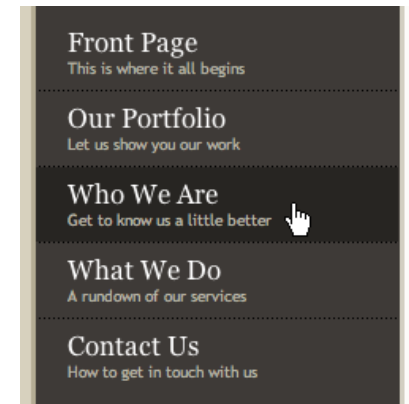 Front Page
This is where it all begins
Our Portfolio
Let us show you our work
Who We Are
Get to know us a little better
What We Do
A rundown of our services
Contact Us
How to get in touch with us